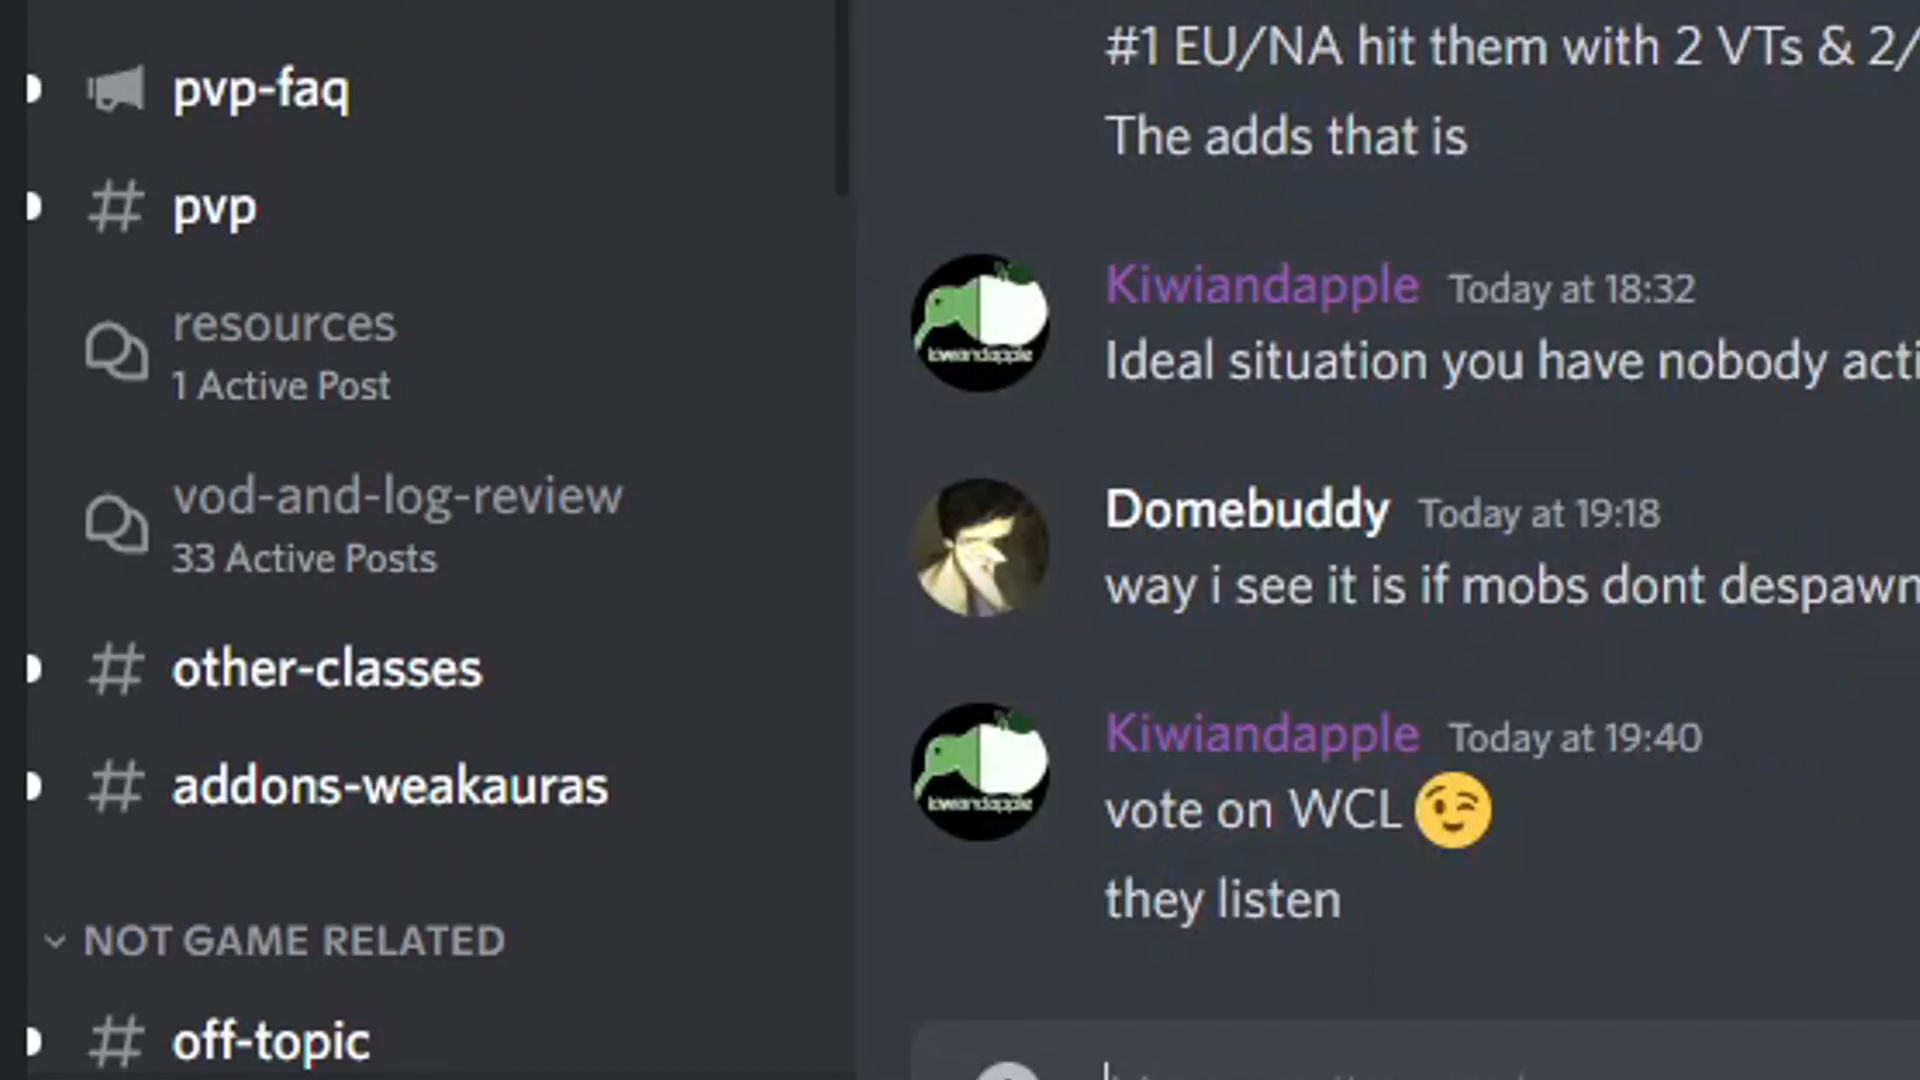 pvp-faq
pvp
resources
1 Active Post
vod-and-log-review
33 Active Posts
other-classes
addons-weakauras
NOT GAME RELATED
off-topic
#1 EU/NA hit them with 2 VTs & 2/
The adds that is
Kiwiandapple Today at 18:32
kiwiandapple
Ideal situation you have nobody acti
Domebuddy Today at 19:18
way i see it is if mobs dont despawn
Kiwiandapple Today at 19:40
kiwiandapple
vote on WCL 😉
they listen